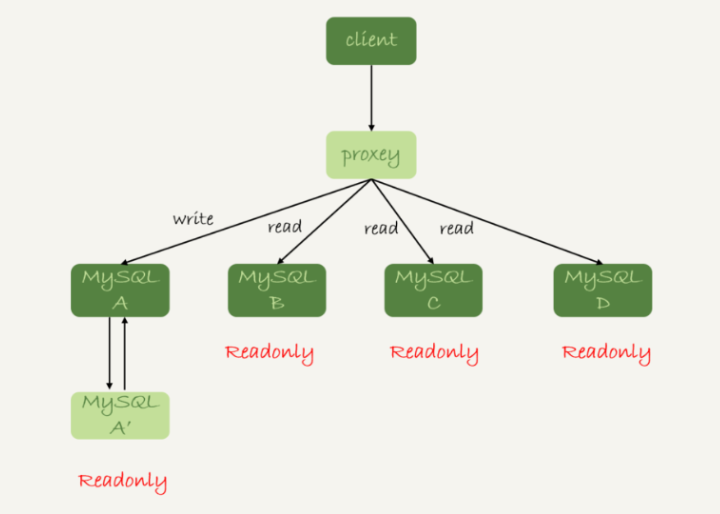 client
proxey
write
read
read
read
MySQL
A
MySQL
B
MySQL
C
MySQL
D
Readonly
Readonly
Readonly
MySQL
A'
Readonly